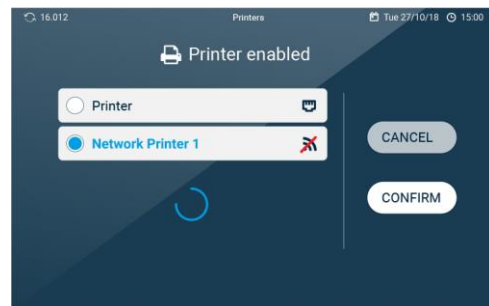 16.012 Printers Tue 27/10/18 15:00
Printer enabled
Printer
Network Printer 1
CANCEL
CONFIRM